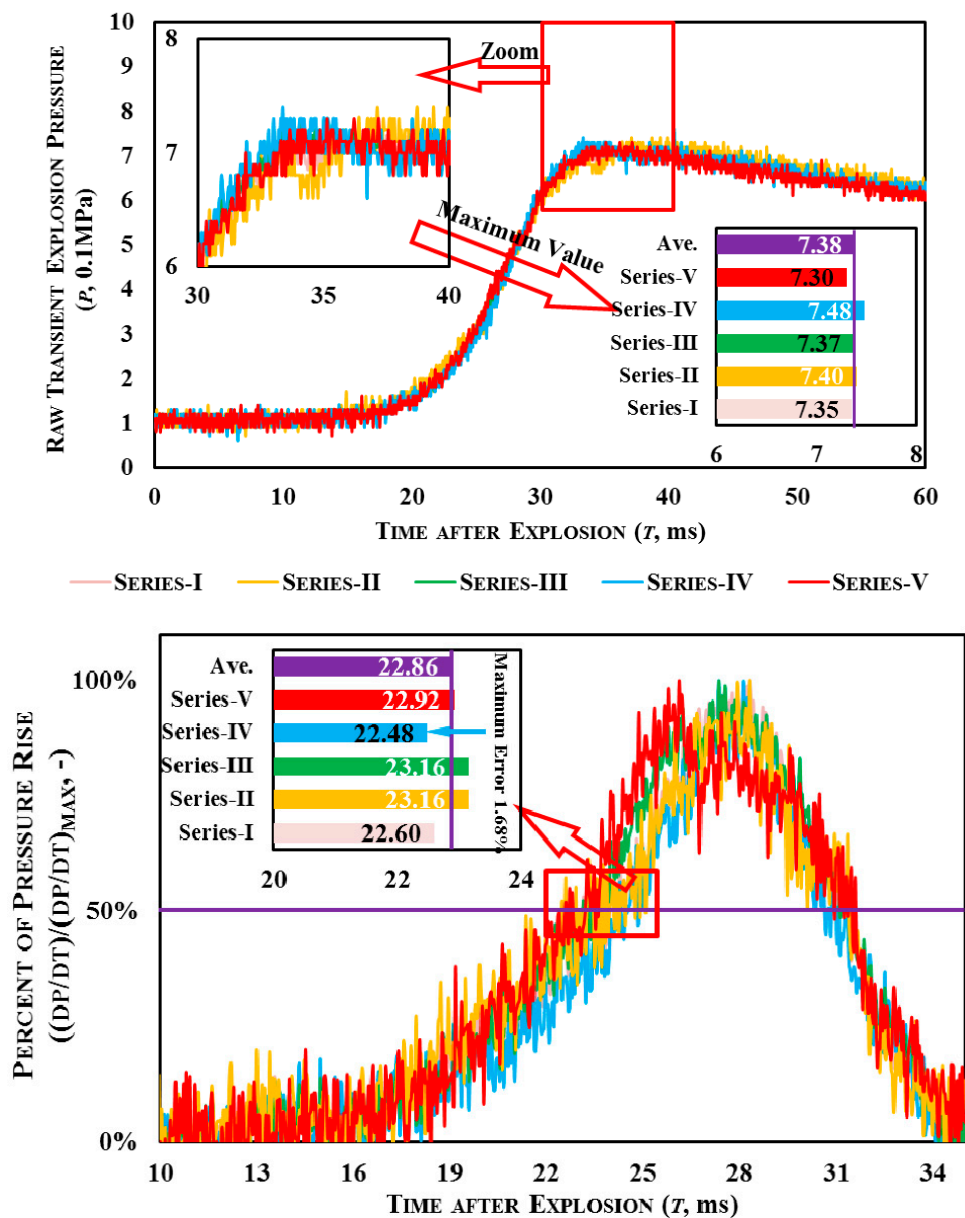 RAW TRANSIENT EXPLOSION PRESSURE
(P, 0.1MPa)
10
9
8
7
6
5
4
3
2
1
0
8
7
6
30
35
40
Zoom
Maximum Value
Ave.
7.38
Series-V
7.30
Series-IV
7.48
Series-III
7.37
Series-II
7.40
Series-I
7.35
6
7
8
0
10
20
30
40
50
60
TIME AFTER EXPLOSION (T, ms)
SERIES-I
SERIES-II
SERIES-III
SERIES-IV
SERIES-V
PERCENT OF PRESSURE RISE
((DP/DT)/(DP/DT)MAX, -)
100%
50%
0%
Ave.
22.86
Series-V
22.92
Series-IV
22.48
Series-III
23.16
Series-II
23.16
Series-I
22.60
20
22
24
Maximum Error 1.68%
10
13
16
19
22
25
28
31
34
TIME AFTER EXPLOSION (T, ms)